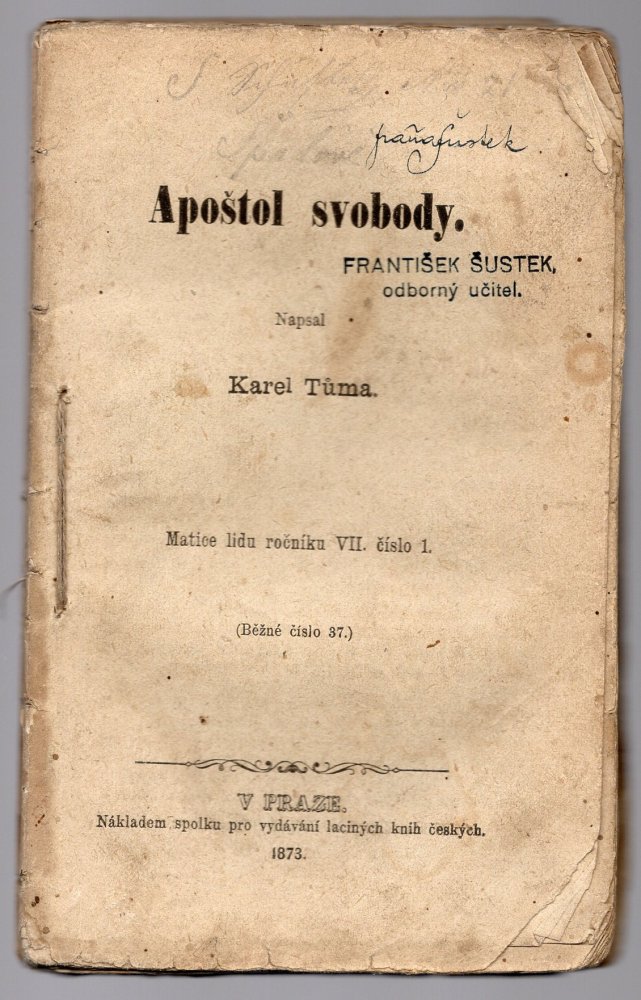 Apoštol svobody.
FRANTIŠEK ŠUSTEK,
odborný učitel.
Napsal
Karel Tůma.
Matice lidu ročníku VII. číslo 1.
(Běžné číslo 37.)
V PRAZE.
Nákladem spolku pro vydávání laciných knih českých.
1873.